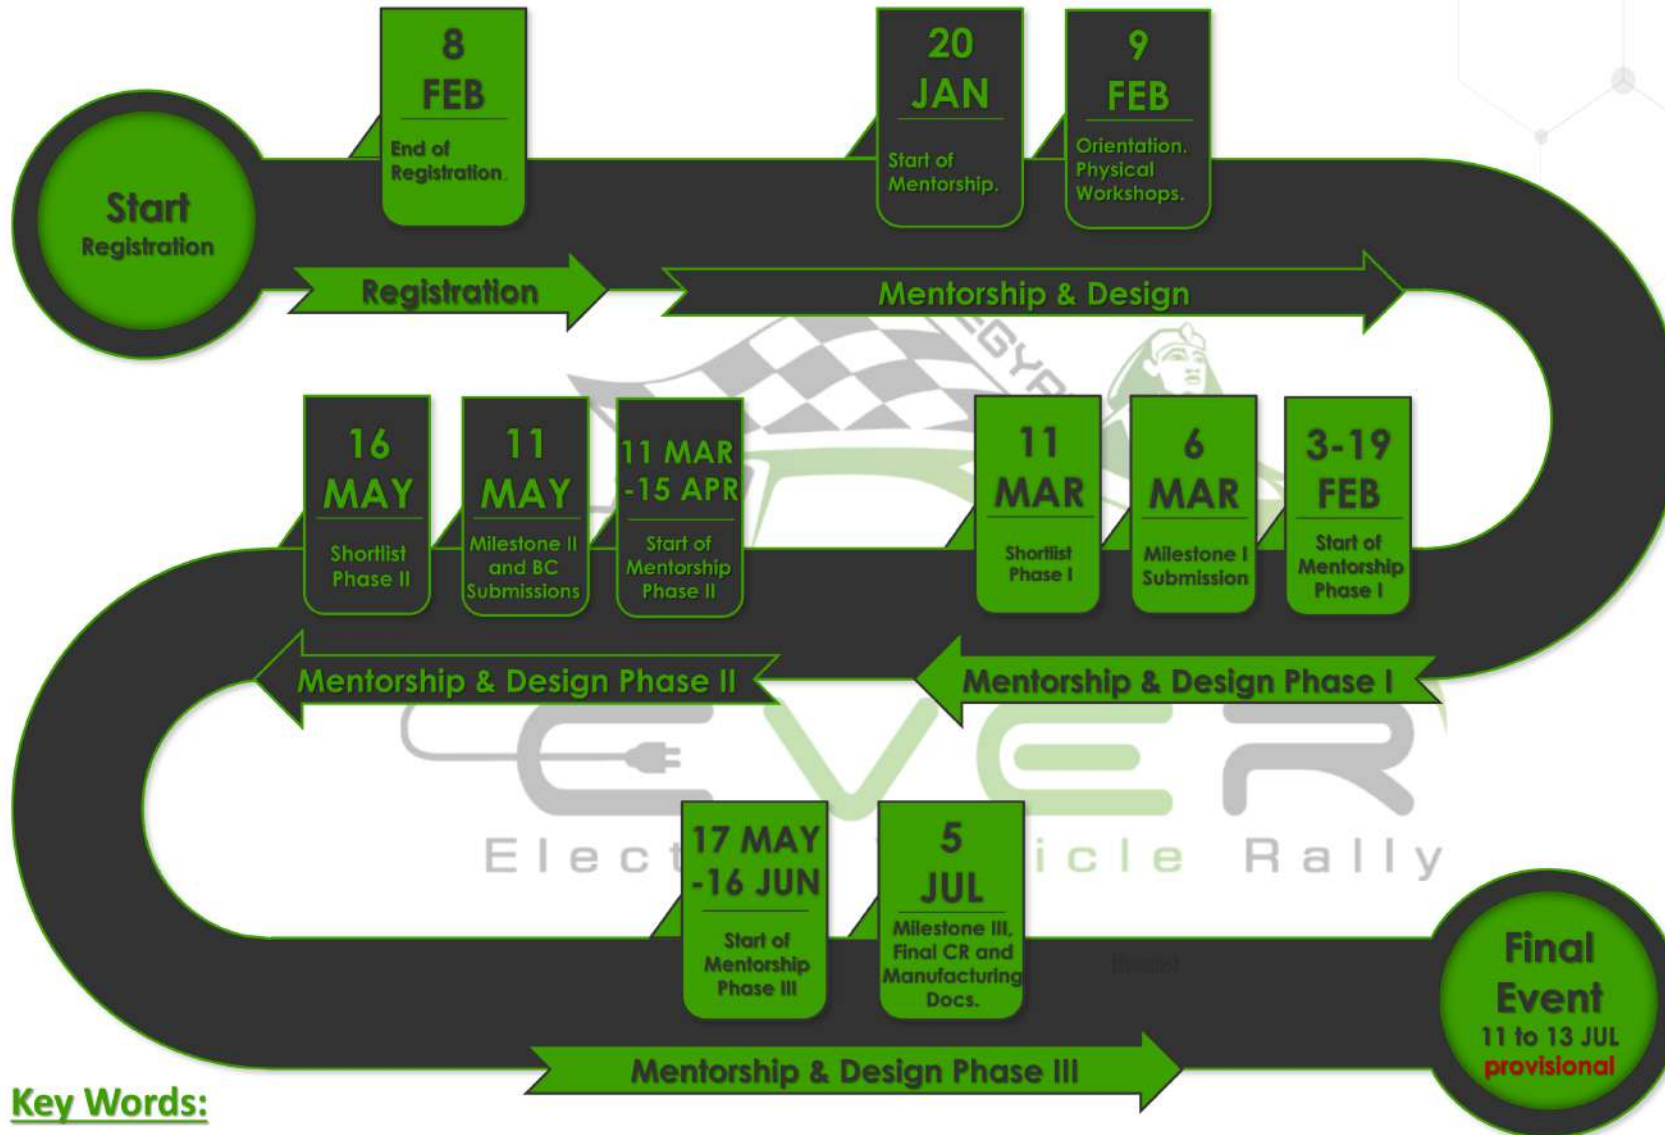 Start
Registration
8
FEB
End of
Registration.
20
JAN
Start of
Mentorship.
9
FEB
Orientation.
Physical
Workshops.
Registration
Mentorship & Design
3-19
FEB
Start of
Mentorship
Phase I
6
MAR
Milestone I
Submission
11
MAR
Shortlist
Phase I
11 MAR
-15 APR
Start of
Mentorship
Phase II
11
MAY
Milestone II
and BC
Submissions
16
MAY
Shortlist
Phase II
Mentorship & Design Phase I
Mentorship & Design Phase II
EVER
Rally
17 MAY
-16 JUN
Start of
Mentorship
Phase III
5
JUL
Milestone III,
Final CR and
Manufacturing
Docs.
Final
Event
11 to 13 JUL
provisional
Mentorship & Design Phase III
Key Words: